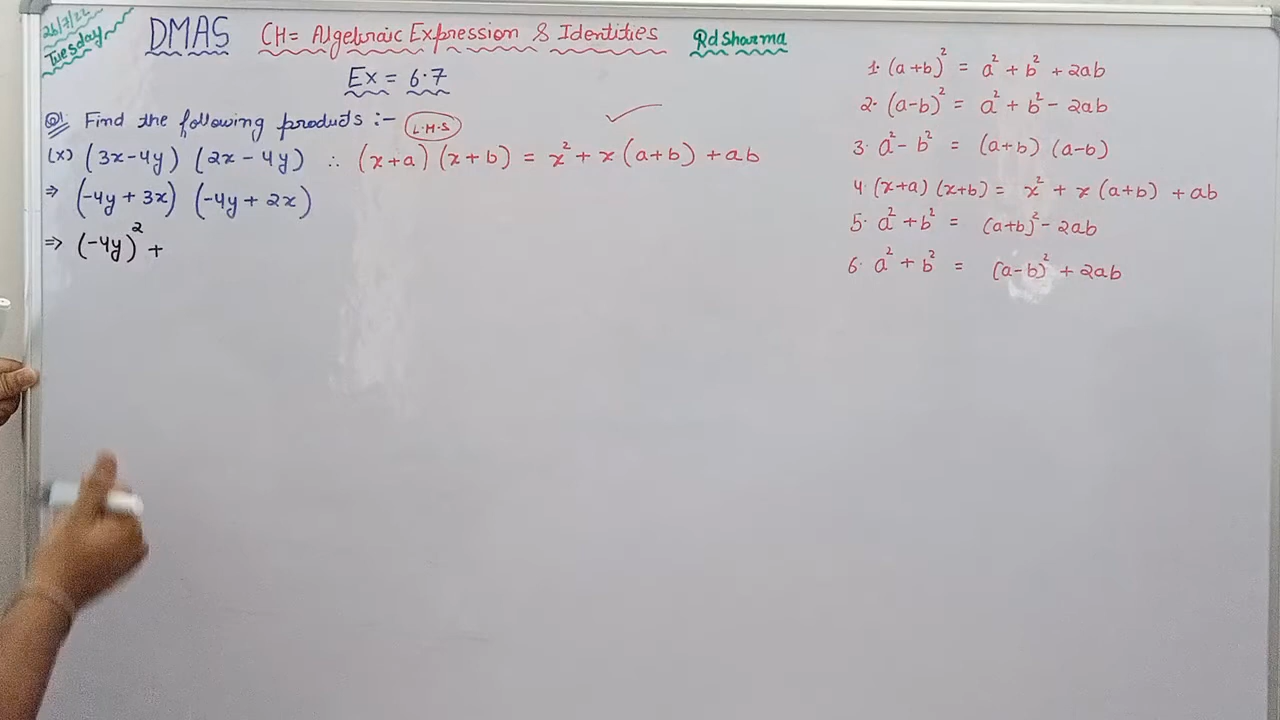 26/7/22
Tuesday
DMAS CH= Algebraic Expression & Identities Rd Sharma
Ex = 6.7
Q1. Find the following products :- L.H.S
(x) (3x-4y) (2x-4y) ∴ (x+a) (x+b) = x² + x(a+b) + ab
⇒ (-4y+3x) (-4y+2x)
⇒ (-4y)² +
1. (a+b)² = a² + b² + 2ab
2. (a-b)² = a² + b² - 2ab
3. a² - b² = (a+b) (a-b)
4. (x+a) (x+b) = x² + x(a+b) + ab
5. a² + b² = (a+b)² - 2ab
6. a² + b² = (a-b)² + 2ab